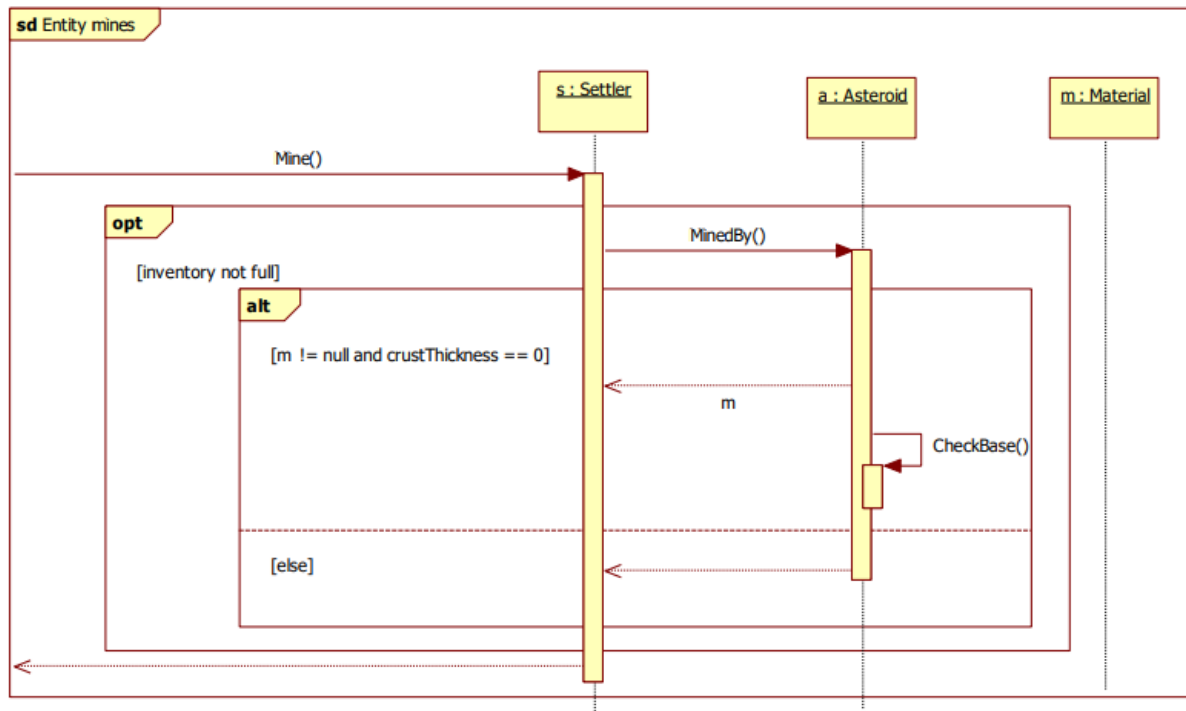 sd Entity mines
s : Settler
a : Asteroid
m : Material
Mine()
opt
MinedBy()
[inventory not full]
alt
[m != null and crustThickness == 0]
m
CheckBase()
[else]